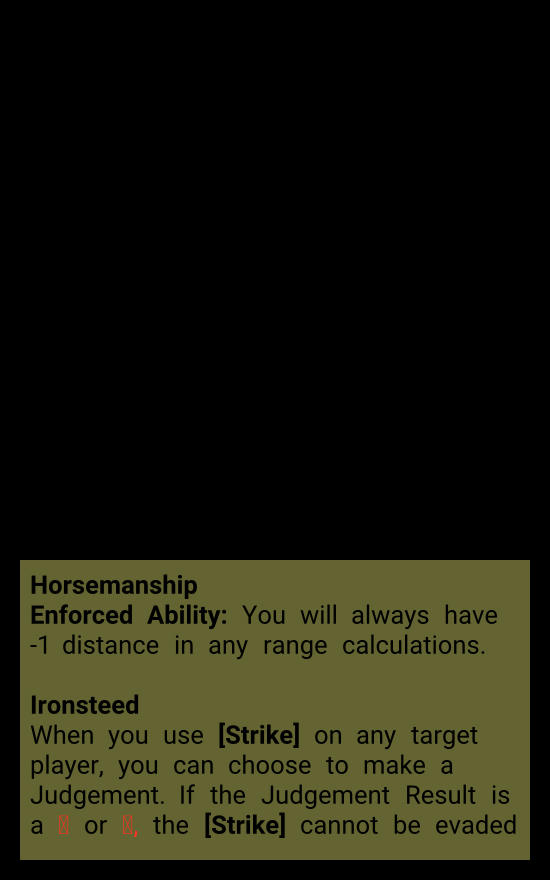 Horsemanship
Enforced Ability: You will always have
-1 distance in any range calculations.
Ironsteed
When you use [Strike] on any target
player, you can choose to make a
Judgement. If the Judgement Result is
a or , the [Strike] cannot be evaded